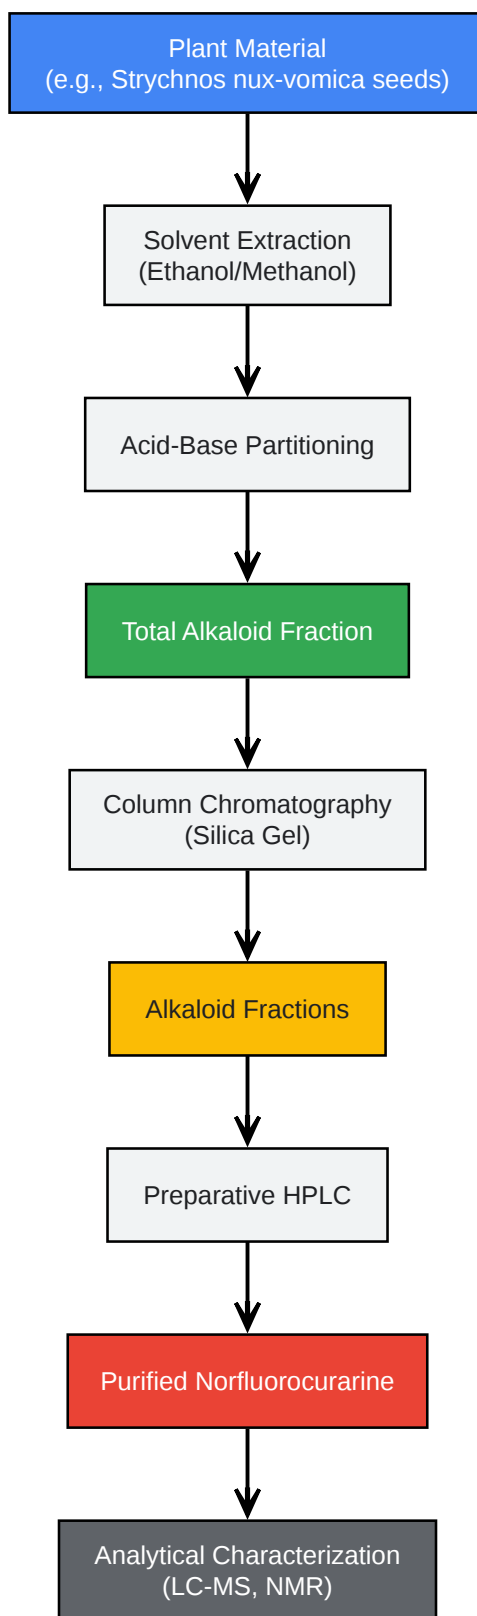 Plant Material
(e.g., Strychnos nux-vomica seeds)
Solvent Extraction
(Ethanol/Methanol)
Acid-Base Partitioning
Total Alkaloid Fraction
Column Chromatography
(Silica Gel)
Alkaloid Fractions
Preparative HPLC
Purified Norfluorocurarine
Analytical Characterization
(LC-MS, NMR)